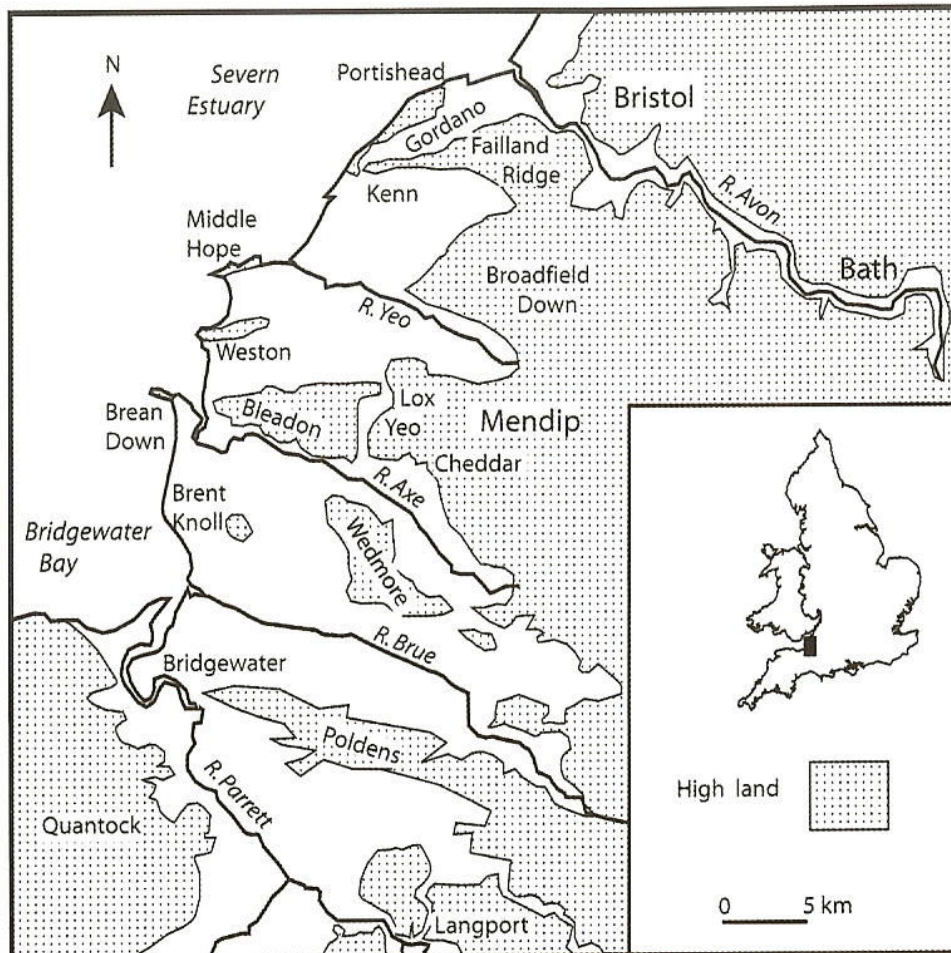 N
Severn
Estuary
Portishead
Bristol
Gordano
Failland
Ridge
Kenn
R. Avon
Middle
Hope
Bath
Broadfield
Down
R. Yeo
Weston
Lox
Yeo
Brean
Down
Bleadon
Mendip
Cheddar
R. Axe
Brent
Knoll
Wedmore
Bridgewater
Bay
R. Brue
Bridgewater
Poldens
R. Parrett
High land
Quantock
Langport
0 5 km